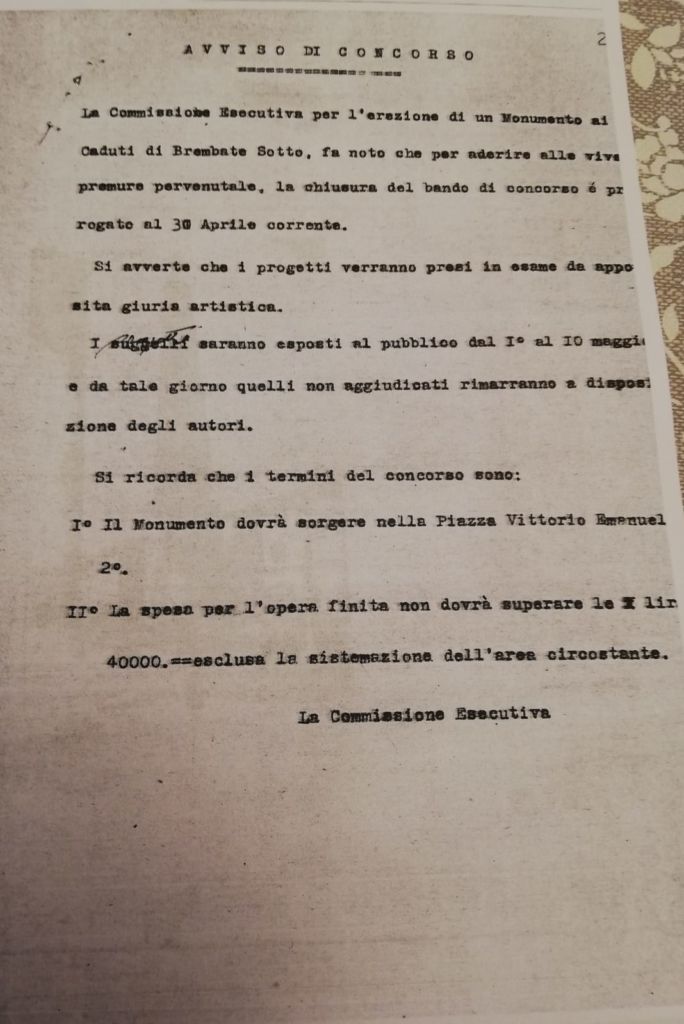 2
AVVISO DI CONCORSO
La Commissione Esecutiva per l'erezione di un Monumento ai
Caduti di Brembate Sotto, fa noto che per aderire alle vive
premure pervenutale, la chiusura del bando di concorso é pr
rogato al 30 Aprile corrente.
Si avverte che i progetti verranno presi in esame da appo
sita giuria artistica.
I saranno esposti al pubblico dal I° al IO maggi
e da tale giorno quelli non aggiudicati rimarranno a disposi
zione degli autori.
Si ricorda che i termini del concorso sono:
I° Il Monumento dovrà sorgere nella Piazza Vittorio Emanuel
2°.
II° La spesa per l'opera finita non dovrà superare le lir
40000.==esclusa la sistemazione dell'area circostante.
La Commissione Esecutiva